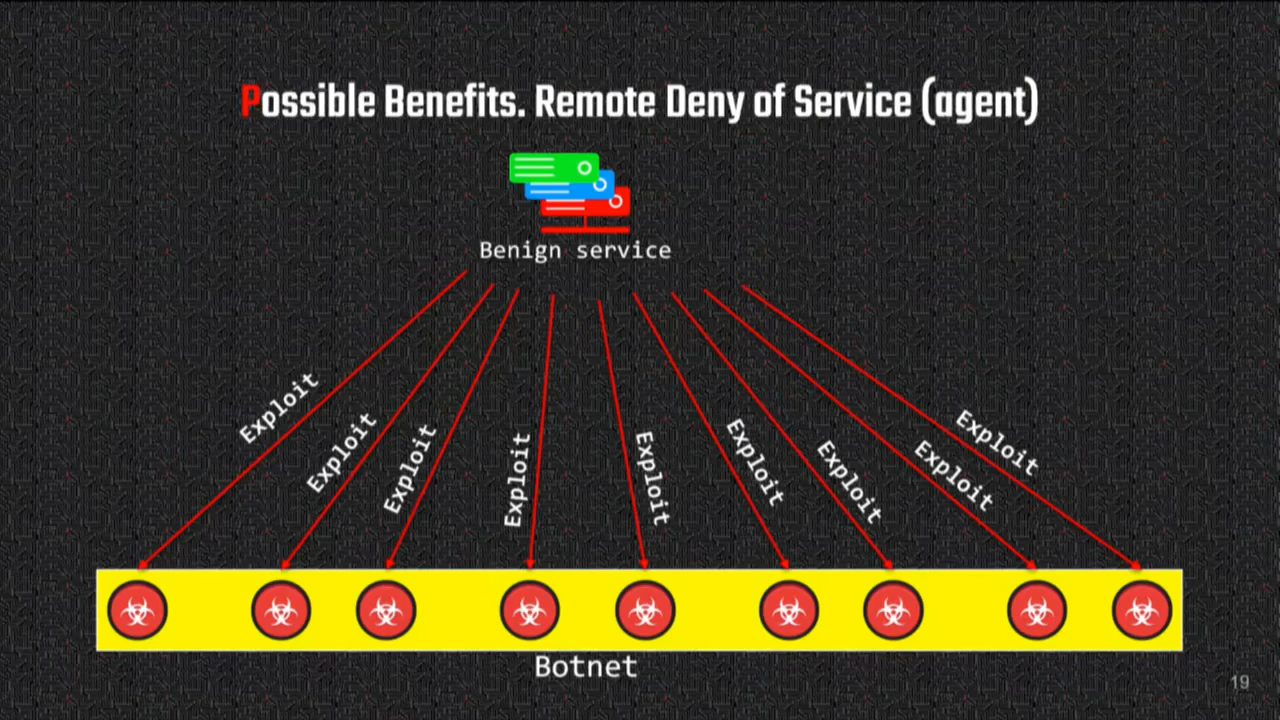 Possible Benefits. Remote Deny of Service (agent)
Benign service
Exploit
Exploit
Exploit
Exploit
Exploit
Exploit
Exploit
Exploit
Exploit
Botnet
19